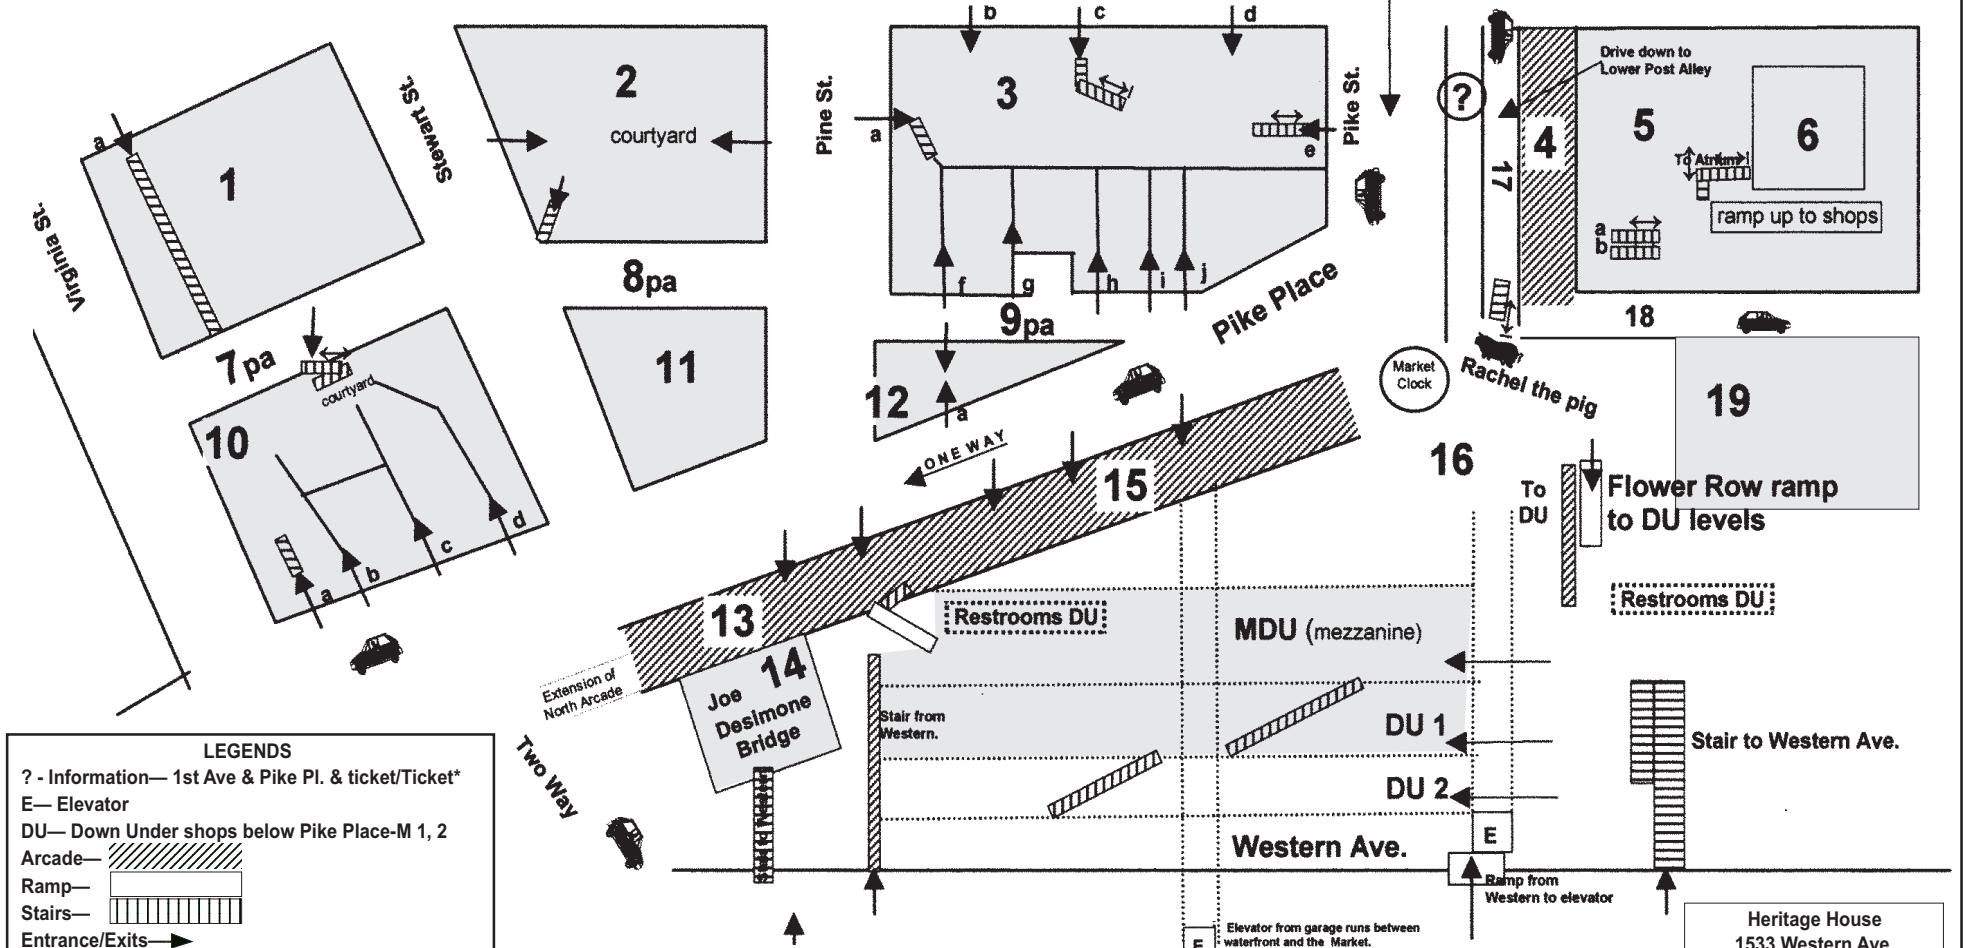 b
c
d
Drive down to
Lower Post Alley
Virginia St.
a
1
Stewart St.
2
courtyard
Pine St.
a
3
e
Pike St.
?
17
4
5
6
To Atrium
ramp up to shops
a
b
7pa
8pa
9pa
f
g
h
i
j
Pike Place
18
Market
Clock
Rachel the pig
19
10
courtyard
a
b
c
d
11
12
a
ONE WAY
15
16
To
DU
Flower Row ramp
to DU levels
13
14
Joe
Desimone
Bridge
Extension of
North Arcade
Restrooms DU
MDU (mezzanine)
Restrooms DU
Stair from
Western.
DU 1
DU 2
Stair to Western Ave.
Two Way
Western Ave.
E
Ramp from
Western to elevator
E
Elevator from garage runs between
waterfront and the Market.
Heritage House
1533 Western Ave
LEGENDS
? - Information— 1st Ave & Pike Pl. & ticket/Ticket*
E— Elevator
DU— Down Under shops below Pike Place-M 1, 2
Arcade—
Ramp—
Stairs—
Entrance/Exits—